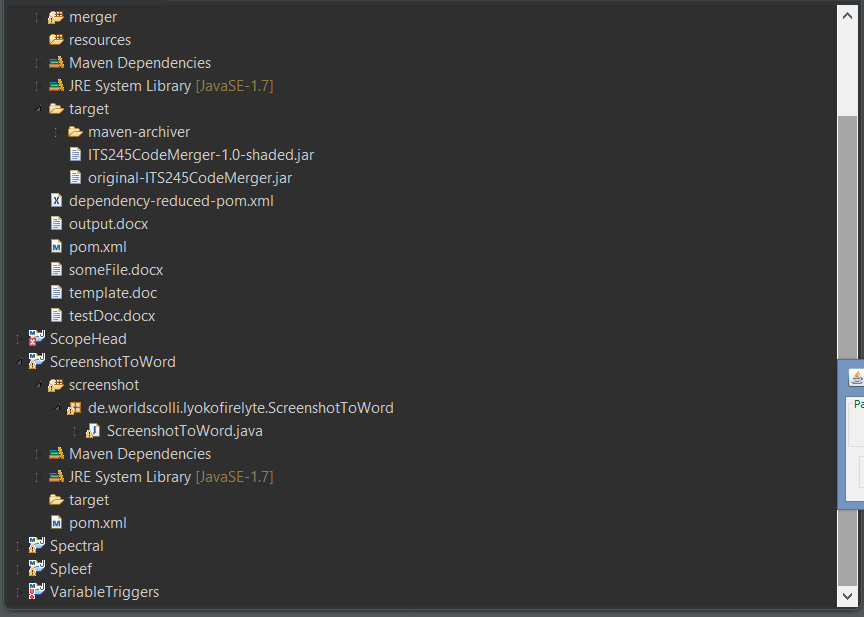 merger
resources
Maven Dependencies
JRE System Library [JavaSE-1.7]
target
maven-archiver
ITS245CodeMerger-1.0-shaded.jar
original-ITS245CodeMerger.jar
dependency-reduced-pom.xml
output.docx
pom.xml
someFile.docx
template.doc
testDoc.docx
ScopeHead
ScreenshotToWord
screenshot
de.worldscolli.lyokofirelyte.ScreenshotToWord
Pa
ScreenshotToWord.java
Maven Dependencies
JRE System Library [JavaSE-1.7]
target
pom.xml
Spectral
Spleef
VariableTriggers